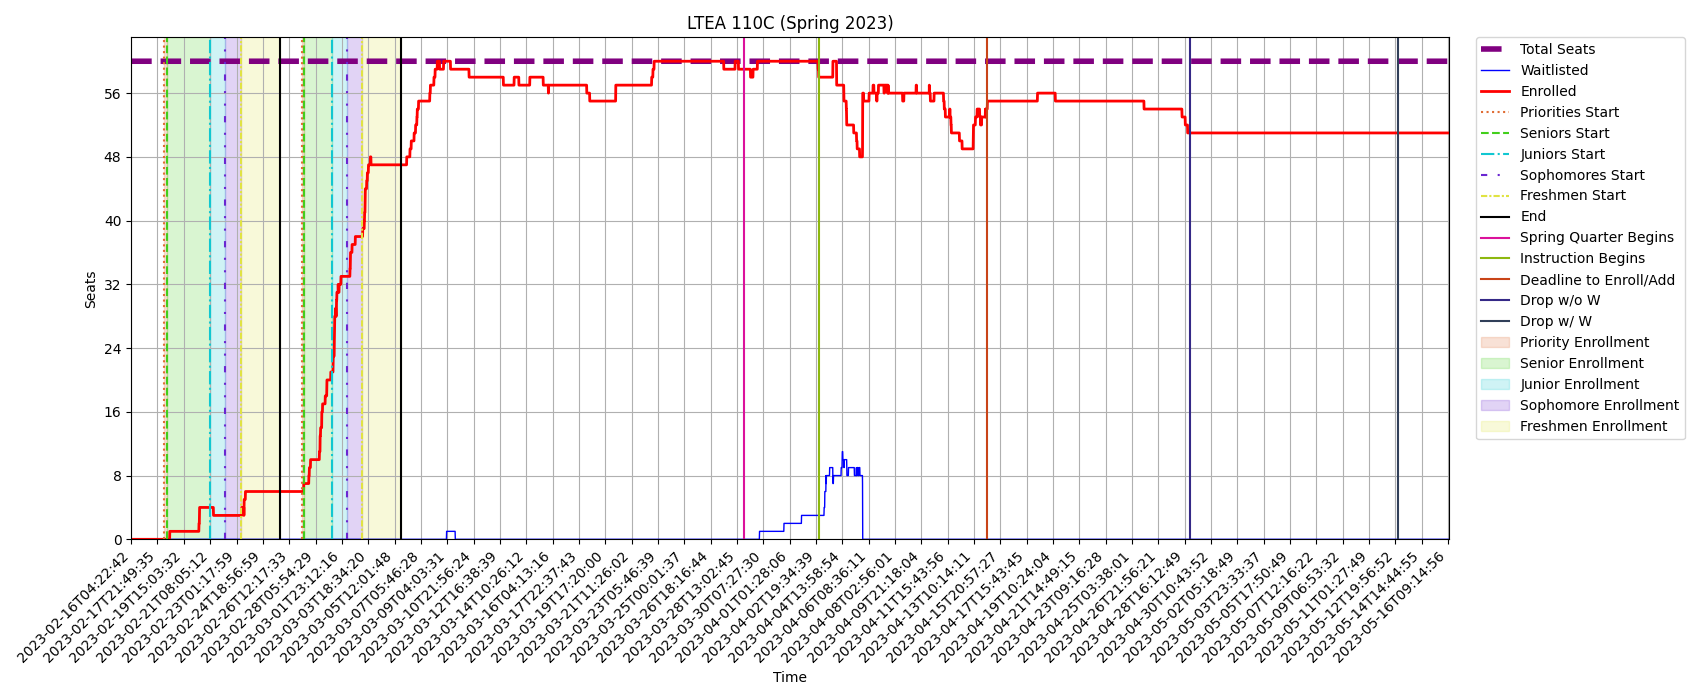 LTEA 110C (Spring 2023)
Total Seats
Waitlisted
Enrolled
Priorities Start
Seniors Start
Juniors Start
Sophomores Start
Freshmen Start
End
Spring Quarter Begins
Instruction Begins
Deadline to Enroll/Add
Drop w/o W
Drop w/ W
Priority Enrollment
Senior Enrollment
Junior Enrollment
Sophomore Enrollment
Freshmen Enrollment
Seats
56
48
40
32
24
16
8
0
2023-02-16T04:22:42
2023-02-17T21:49:35
2023-02-19T15:03:32
2023-02-21T08:05:12
2023-02-23T01:17:59
2023-02-24T18:56:59
2023-02-26T12:17:33
2023-02-28T05:54:29
2023-03-01T23:12:16
2023-03-03T18:34:20
2023-03-05T12:01:48
2023-03-07T05:46:28
2023-03-09T04:03:31
2023-03-10T21:56:24
2023-03-12T16:38:39
2023-03-14T10:26:12
2023-03-16T04:13:16
2023-03-17T22:37:43
2023-03-19T17:20:00
2023-03-21T11:26:02
2023-03-23T05:46:39
2023-03-25T00:01:37
2023-03-26T18:16:44
2023-03-28T13:02:45
2023-03-30T07:27:30
2023-04-01T01:28:06
2023-04-02T19:34:39
2023-04-04T13:58:54
2023-04-06T08:36:11
2023-04-08T02:56:01
2023-04-09T21:18:04
2023-04-11T15:43:56
2023-04-13T10:14:11
2023-04-15T20:57:27
2023-04-17T15:43:45
2023-04-19T10:24:04
2023-04-21T14:49:15
2023-04-23T09:16:28
2023-04-25T03:38:01
2023-04-26T21:56:21
2023-04-28T16:12:49
2023-04-30T10:43:52
2023-05-02T05:18:49
2023-05-03T23:33:37
2023-05-05T17:50:49
2023-05-07T12:16:22
2023-05-09T06:53:32
2023-05-11T01:27:49
2023-05-12T19:56:52
2023-05-14T14:44:55
2023-05-16T09:14:56
Time